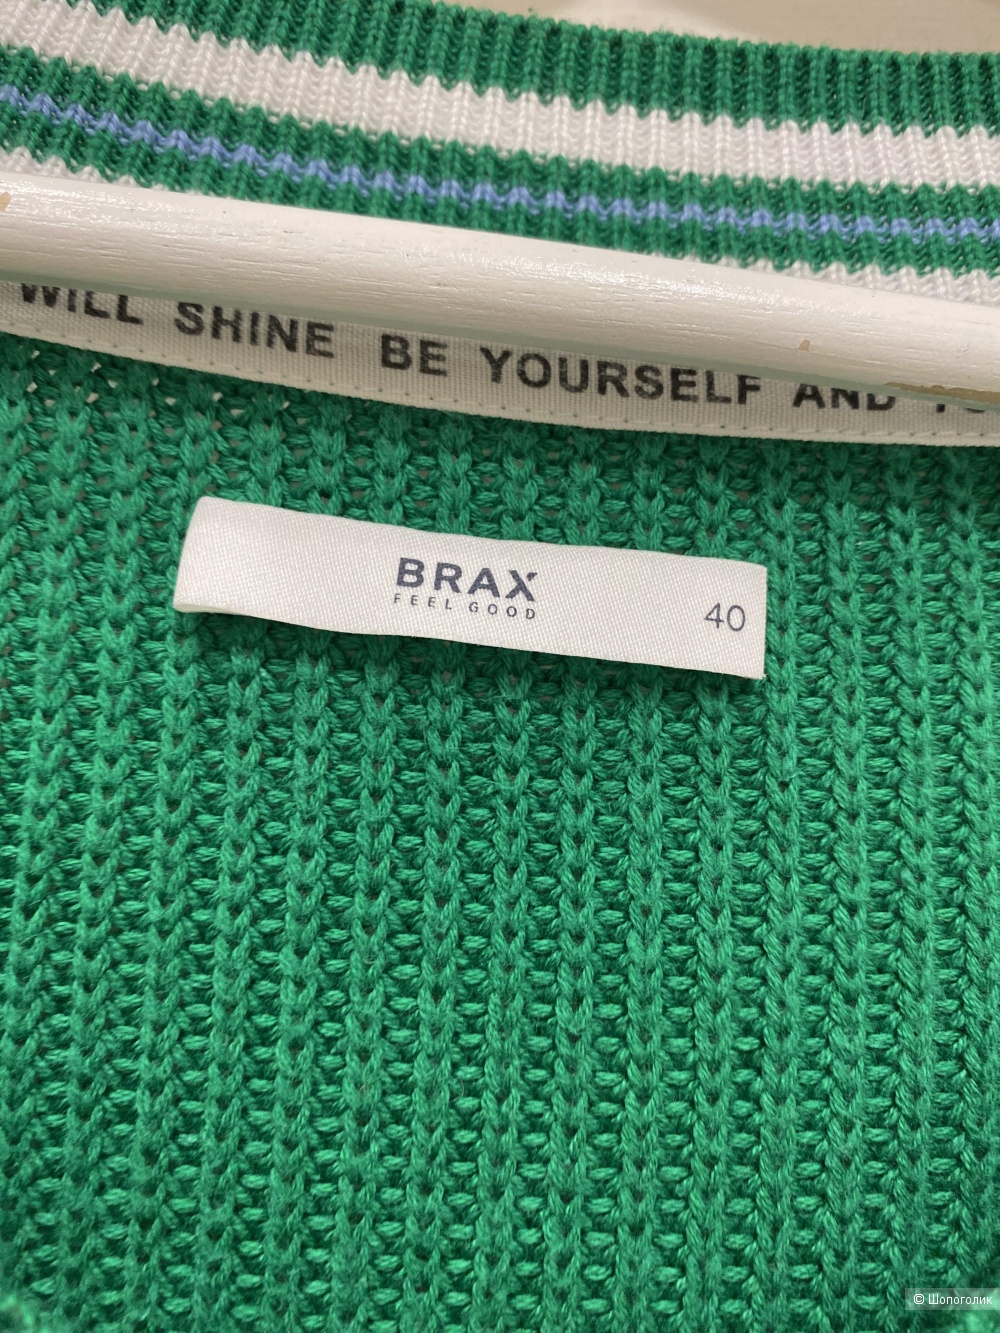 WILL SHINE BE YOURSELF AND
BRAX
FEEL GOOD
40
© Шопоголик